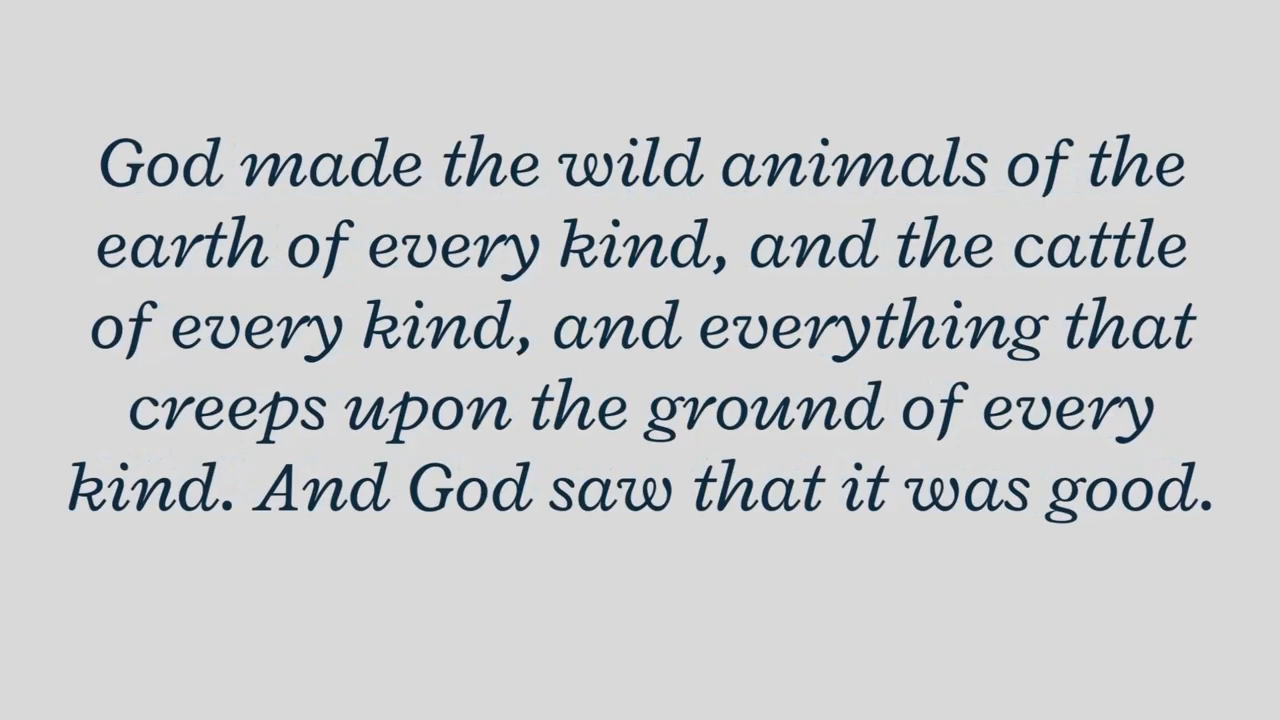 God made the wild animals of the
earth of every kind, and the cattle
of every kind, and everything that
creeps upon the ground of every
kind. And God saw that it was good.